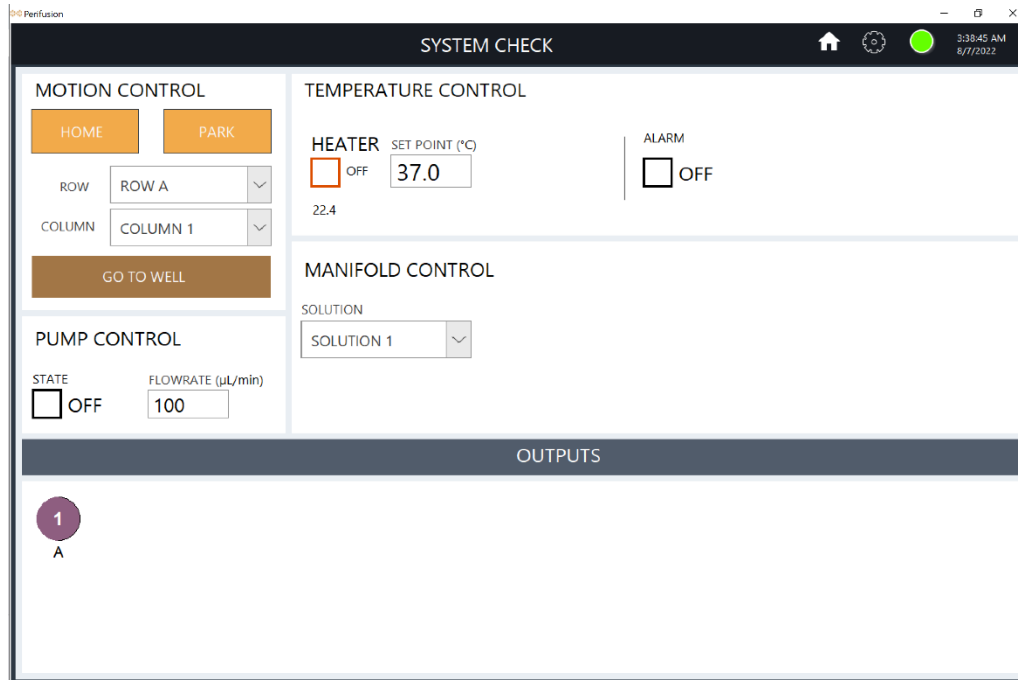 Perifusion
SYSTEM CHECK
3:38:45 AM
8/7/2022
MOTION CONTROL
HOME
PARK
ROW
ROW A
COLUMN
COLUMN 1
GO TO WELL
PUMP CONTROL
STATE
OFF
FLOWRATE (µL/min)
100
TEMPERATURE CONTROL
HEATER
OFF
SET POINT (°C)
37.0
22.4
ALARM
OFF
MANIFOLD CONTROL
SOLUTION
SOLUTION 1
OUTPUTS
1
A